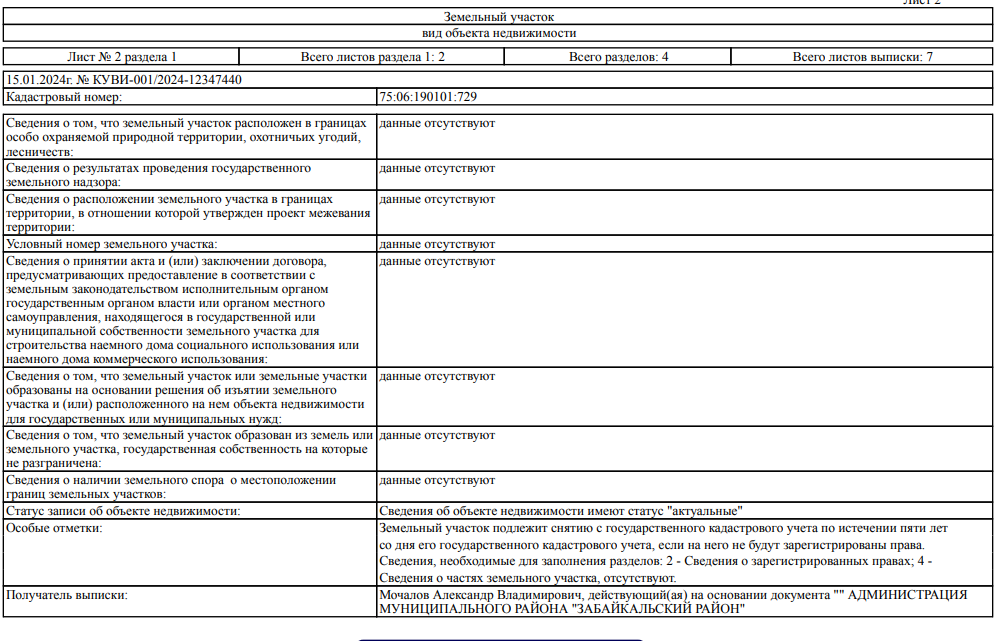 Лист 2
Земельный участок
вид объекта недвижимости
Лист № 2 раздела 1 Всего листов раздела 1: 2 Всего разделов: 4 Всего листов выписки: 7
15.01.2024г. № КУВИ-001/2024-12347440
Кадастровый номер: 75:06:190101:729
Сведения о том, что земельный участок расположен в границах данные отсутствуют
особо охраняемой природной территории, охотничьих угодий,
лесничеств:
Сведения о результатах проведения государственного данные отсутствуют
земельного надзора:
Сведения о расположении земельного участка в границах данные отсутствуют
территории, в отношении которой утвержден проект межевания
территории:
Условный номер земельного участка: данные отсутствуют
Сведения о принятии акта и (или) заключении договора, данные отсутствуют
предусматривающих предоставление в соответствии с
земельным законодательством исполнительным органом
государственным органом власти или органом местного
самоуправления, находящегося в государственной или
муниципальной собственности земельного участка для
строительства наемного дома социального использования или
наемного дома коммерческого использования:
Сведения о том, что земельный участок или земельные участки данные отсутствуют
образованы на основании решения об изъятии земельного
участка и (или) расположенного на нем объекта недвижимости
для государственных или муниципальных нужд:
Сведения о том, что земельный участок образован из земель или данные отсутствуют
земельного участка, государственная собственность на которые
не разграничена:
Сведения о наличии земельного спора о местоположении данные отсутствуют
границ земельных участков:
Статус записи об объекте недвижимости: Сведения об объекте недвижимости имеют статус "актуальные"
Особые отметки: Земельный участок подлежит снятию с государственного кадастрового учета по истечении пяти лет
со дня его государственного кадастрового учета, если на него не будут зарегистрированы права.
Сведения, необходимые для заполнения разделов: 2 - Сведения о зарегистрированных правах; 4 -
Сведения о частях земельного участка, отсутствуют.
Получатель выписки: Мочалов Александр Владимирович, действующий(ая) на основании документа "" АДМИНИСТРАЦИЯ
МУНИЦИПАЛЬНОГО РАЙОНА "ЗАБАЙКАЛЬСКИЙ РАЙОН"